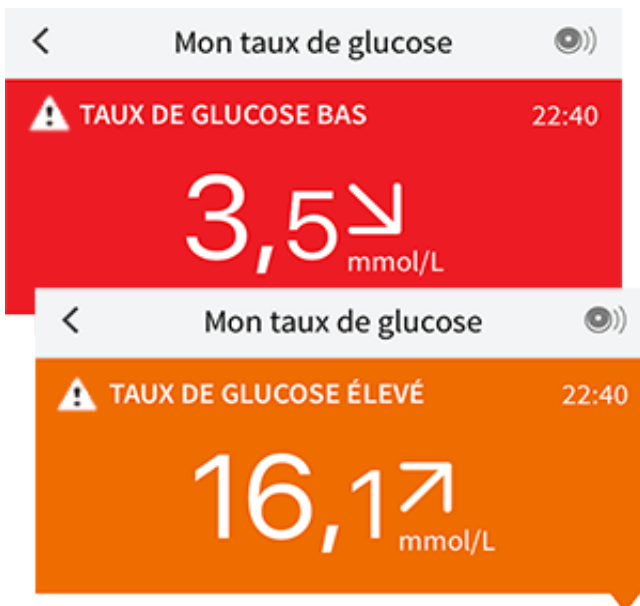 Mon taux de glucose
TAUX DE GLUCOSE BAS 22:40
3,5
mmol/L
Mon taux de glucose
TAUX DE GLUCOSE ÉLEVÉ 22:40
16,1
mmol/L